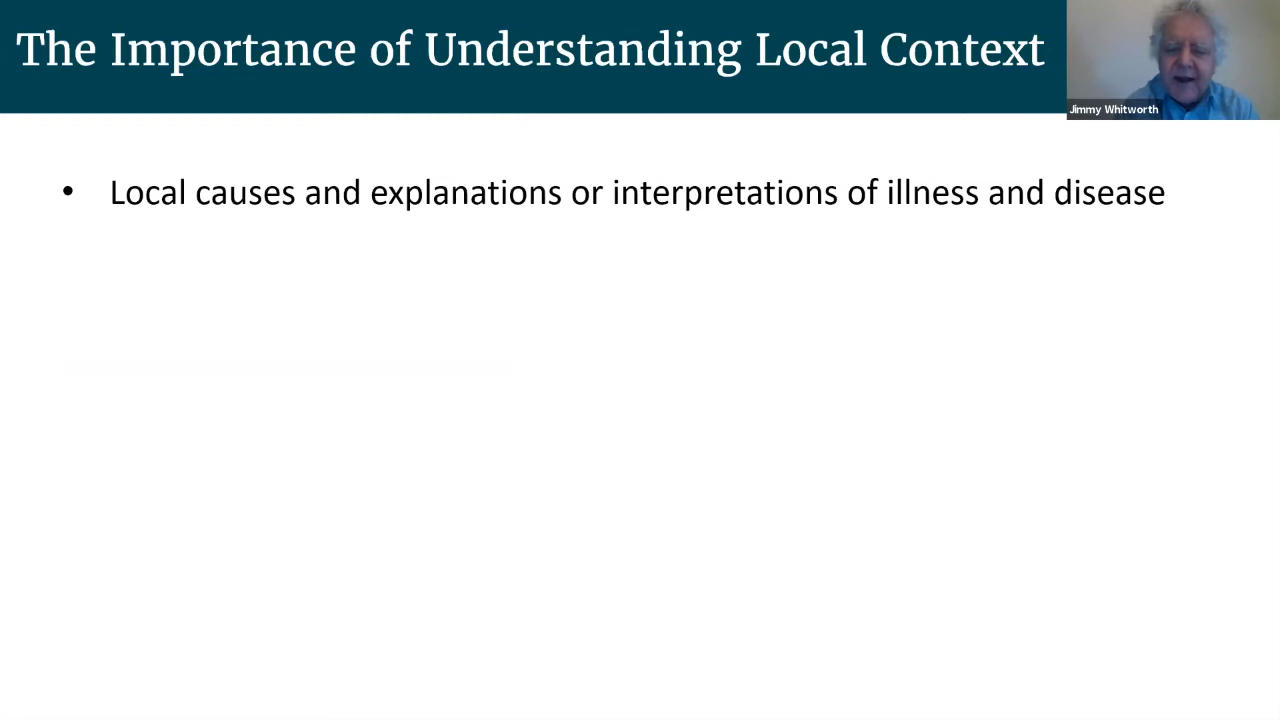 The Importance of Understanding Local Context
Jimmy Whitworth
• Local causes and explanations or interpretations of illness and disease